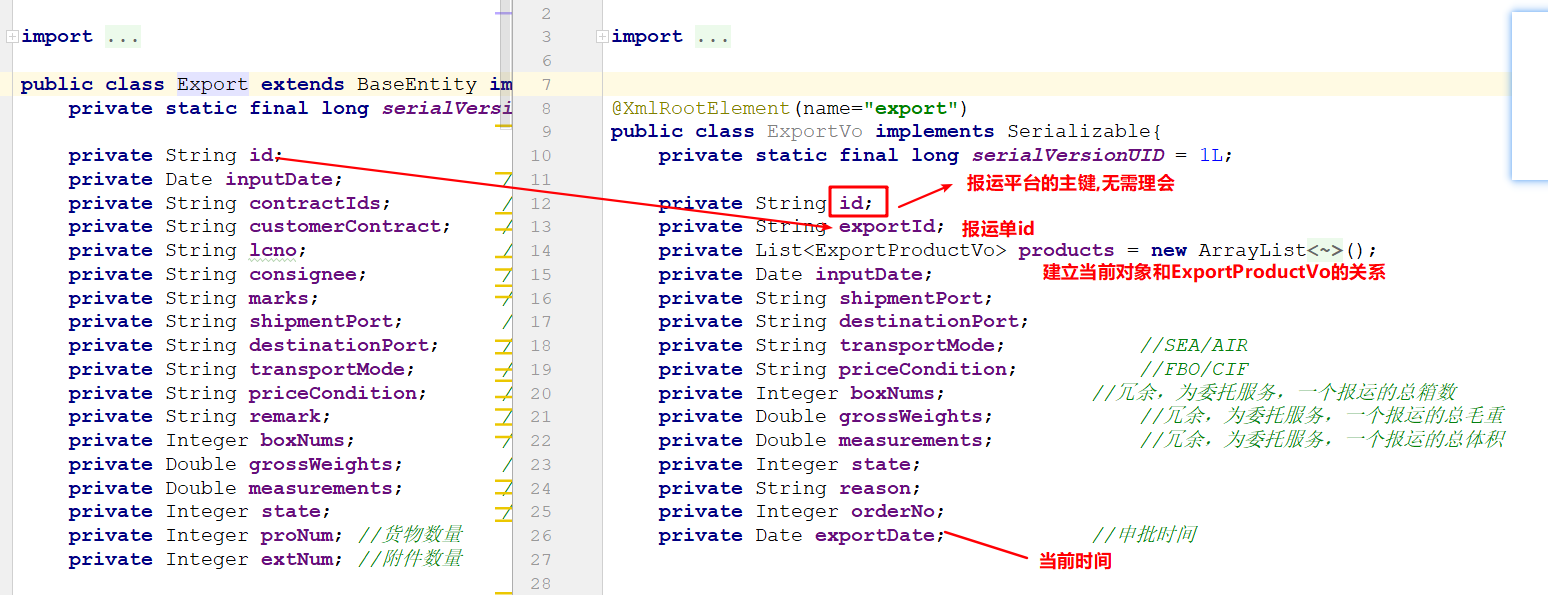 import ...
public class Export extends BaseEntity im
private static final long serialVersi
private String id;
private Date inputDate;
private String contractIds;
private String customerContract;
private String lcno;
private String consignee;
private String marks;
private String shipmentPort;
private String destinationPort;
private String transportMode;
private String priceCondition;
private String remark;
private Integer boxNums;
private Double grossWeights;
private Double measurements;
private Integer state;
private Integer proNum; //货物数量
private Integer extNum; //附件数量
2
3 import ...
6
7
8 @XmlRootElement(name="export")
9 public class ExportVo implements Serializable{
10 private static final long serialVersionUID = 1L;
11 报运平台的主键,无需理会
12 private String id;
13 private String exportId; 报运单id
14 private List<ExportProductVo> products = new ArrayList<~>();
15 private Date inputDate; 建立当前对象和ExportProductVo的关系
16 private String shipmentPort;
17 private String destinationPort;
18 private String transportMode; //SEA/AIR
19 private String priceCondition; //FBO/CIF
20 private Integer boxNums; //冗余，为委托服务，一个报运的总箱数
21 private Double grossWeights; //冗余，为委托服务，一个报运的总毛重
22 private Double measurements; //冗余，为委托服务，一个报运的总体积
23 private Integer state;
24 private String reason;
25 private Integer orderNo;
26 private Date exportDate; //申批时间
27 当前时间
28